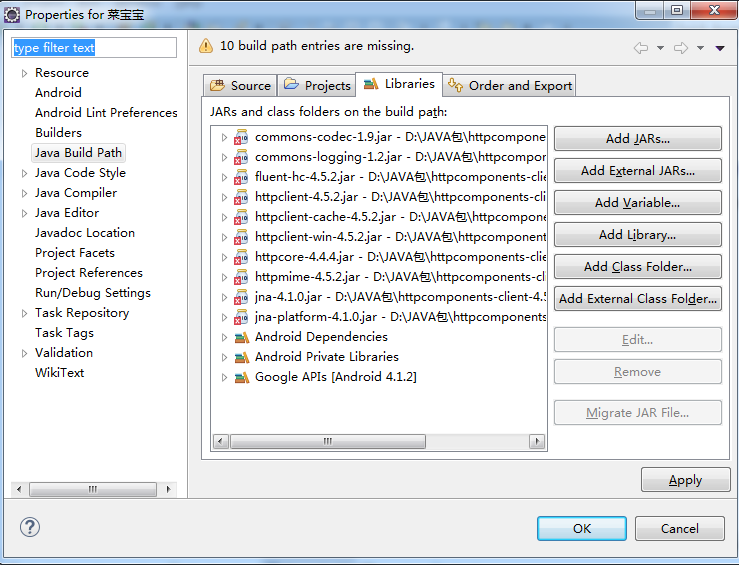 Properties for 菜宝宝
type filter text
Resource
Android
Android Lint Preferences
Builders
Java Build Path
Java Code Style
Java Compiler
Java Editor
Javadoc Location
Project Facets
Project References
Run/Debug Settings
Task Repository
Task Tags
Validation
WikiText
10 build path entries are missing.
Source Projects Libraries Order and Export
JARs and class folders on the build path:
commons-codec-1.9.jar - D:\JAVA包\httpcompone
commons-logging-1.2.jar - D:\JAVA包\httpcompor
fluent-hc-4.5.2.jar - D:\JAVA包\httpcomponents-cli
httpclient-4.5.2.jar - D:\JAVA包\httpcomponents-c
httpclient-cache-4.5.2.jar - D:\JAVA包\httpcompo
httpclient-win-4.5.2.jar - D:\JAVA包\httpcompone
httpcore-4.4.4.jar - D:\JAVA包\httpcomponents-cli
httpmime-4.5.2.jar - D:\JAVA包\httpcomponents-cl
jna-4.1.0.jar - D:\JAVA包\httpcomponents-client-4.5
jna-platform-4.1.0.jar - D:\JAVA包\httpcomponents
Android Dependencies
Android Private Libraries
Google APIs [Android 4.1.2]
Add JARs...
Add External JARs...
Add Variable...
Add Library...
Add Class Folder...
Add External Class Folder...
Edit...
Remove
Migrate JAR File...
Apply
OK Cancel